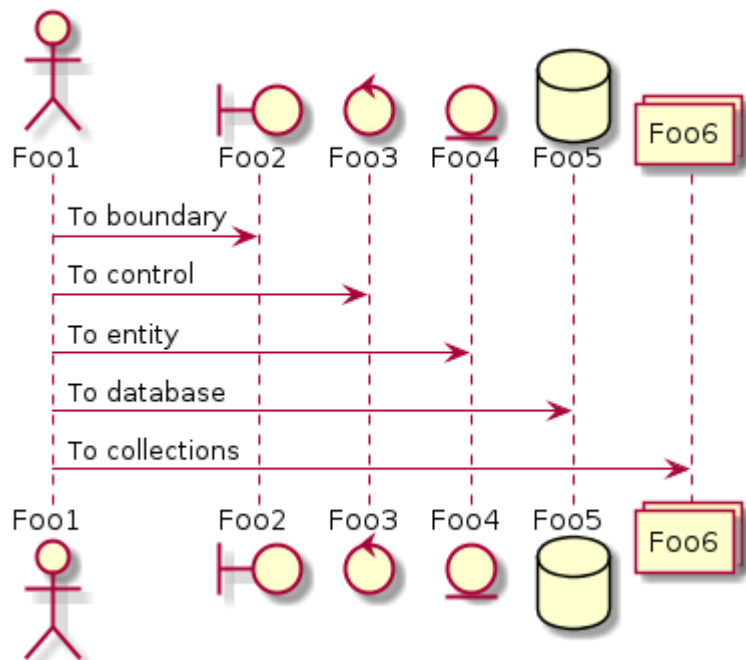 Foo1 Foo2 Foo3 Foo4 Foo5 Foo6
To boundary
To control
To entity
To database
To collections
Foo1 Foo2 Foo3 Foo4 Foo5 Foo6